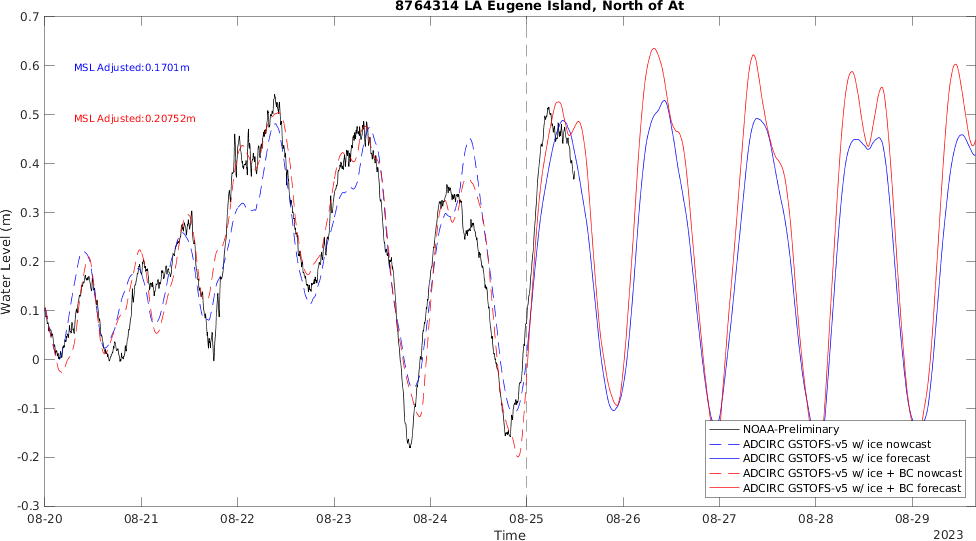 8764314 LA Eugene Island, North of At
0.7
0.6
0.5
0.4
0.3
0.2
0.1
0
-0.1
-0.2
-0.3
Water Level (m)
MSL Adjusted:0.1701m
MSL Adjusted:0.20752m
NOAA-Preliminary
ADCIRC GSTOFS-v5 w/ ice nowcast
ADCIRC GSTOFS-v5 w/ ice forecast
ADCIRC GSTOFS-v5 w/ ice + BC nowcast
ADCIRC GSTOFS-v5 w/ ice + BC forecast
08-20 08-21 08-22 08-23 08-24 08-25 08-26 08-27 08-28 08-29
Time
2023